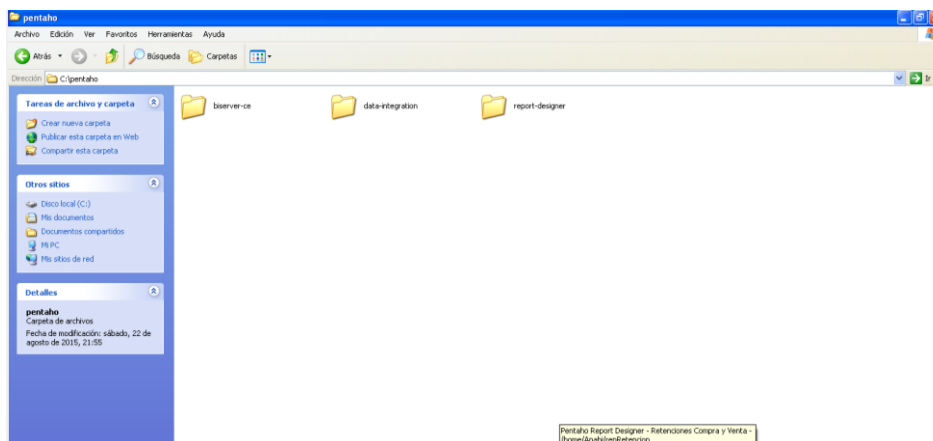 pentaho
Archivo Edición Ver Favoritos Herramientas Ayuda
Atrás Búsqueda Carpetas
Dirección C:\pentaho Ir
Tareas de archivo y carpeta
Crear nueva carpeta
Publicar esta carpeta en Web
Compartir esta carpeta
Otros sitios
Disco local (C:)
Mis documentos
Documentos compartidos
Mi PC
Mis sitios de red
Detalles
pentaho
Carpeta de archivos
Fecha de modificación: sábado, 22 de
agosto de 2015, 21:55
biserver-ce data-integration report-designer
Pentaho Report Designer - Retenciones Compra y Venta -
/home/Anabi/repRetencion